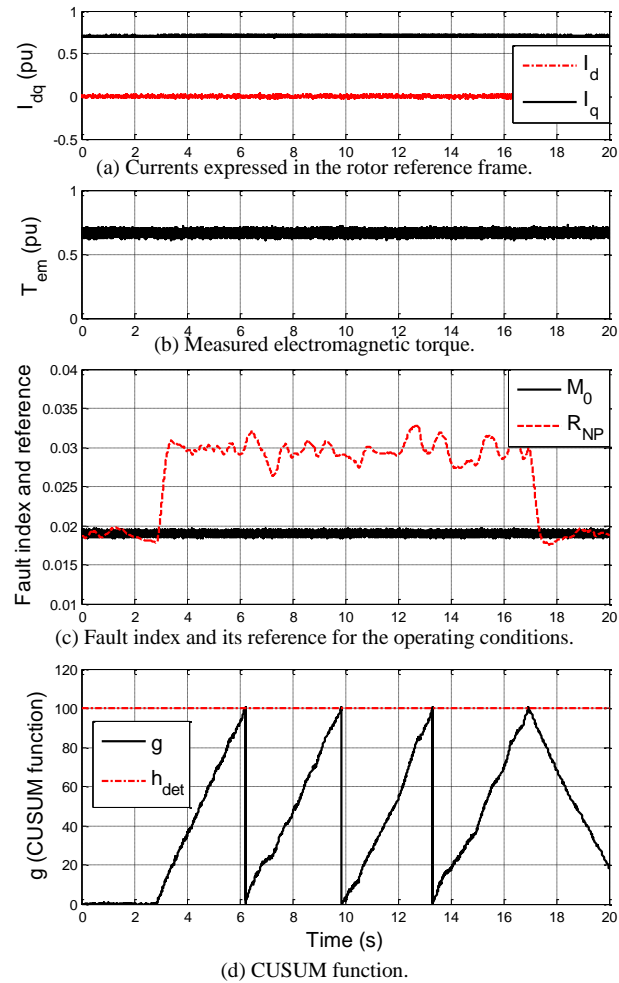 1
0.5
0
-0.5
I_dq (pu)
I_d
I_q
0 2 4 6 8 10 12 14 16 18 20
(a) Currents expressed in the rotor reference frame.
1
0.5
0
T_em (pu)
0 2 4 6 8 10 12 14 16 18 20
(b) Measured electromagnetic torque.
0.04
0.035
0.03
0.025
0.02
0.015
0.01
Fault index and reference
M_0
R_NP
0 2 4 6 8 10 12 14 16 18 20
(c) Fault index and its reference for the operating conditions.
120
100
80
60
40
20
0
g (CUSUM function)
g
h_det
0 2 4 6 8 10 12 14 16 18 20
Time (s)
(d) CUSUM function.